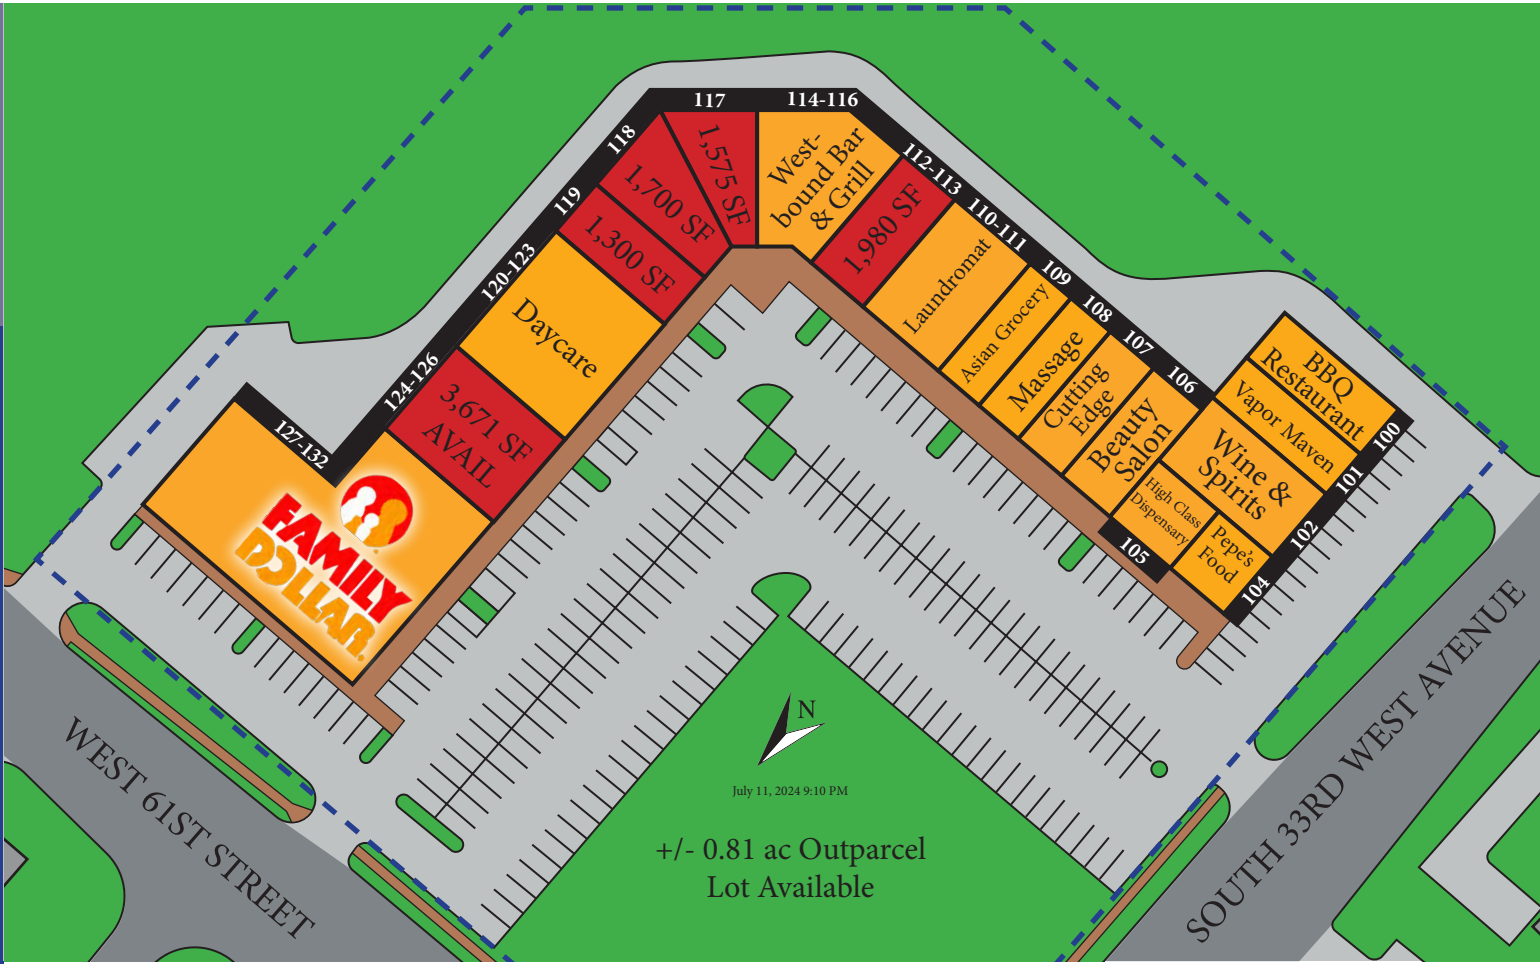 117
114-116
118
1,575 SF
West-
bound Bar
& Grill
112-113
119
1,700 SF
1,980 SF
110-111
120-123
1,300 SF
Laundromat
109
Daycare
Asian Grocery
108
124-126
Massage
107
3,671 SF
AVAIL
Cutting
Edge
106
BBQ
Restaurant
100
127-132
Beauty
Salon
Vapor Maven
101
Wine &
Spirits
102
FAMILY
DOLLAR.
High Class
Dispensary
105
Pepe's
Food
104
N
July 11, 2024 9:10 PM
+/- 0.81 ac Outparcel
Lot Available
WEST 61ST STREET
SOUTH 33RD WEST AVENUE